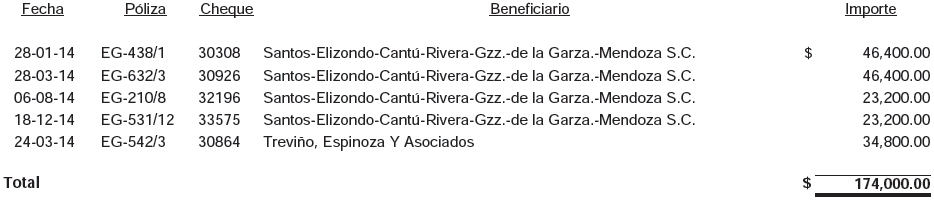 Fecha Póliza Cheque Beneficiario Importe
28-01-14 EG-438/1 30308 Santos-Elizondo-Cantú-Rivera-Gzz.-de la Garza.-Mendoza S.C. $ 46,400.00
28-03-14 EG-632/3 30926 Santos-Elizondo-Cantú-Rivera-Gzz.-de la Garza.-Mendoza S.C. 46,400.00
06-08-14 EG-210/8 32196 Santos-Elizondo-Cantú-Rivera-Gzz.-de la Garza.-Mendoza S.C. 23,200.00
18-12-14 EG-531/12 33575 Santos-Elizondo-Cantú-Rivera-Gzz.-de la Garza.-Mendoza S.C. 23,200.00
24-03-14 EG-542/3 30864 Treviño, Espinoza Y Asociados 34,800.00
Total $ 174,000.00